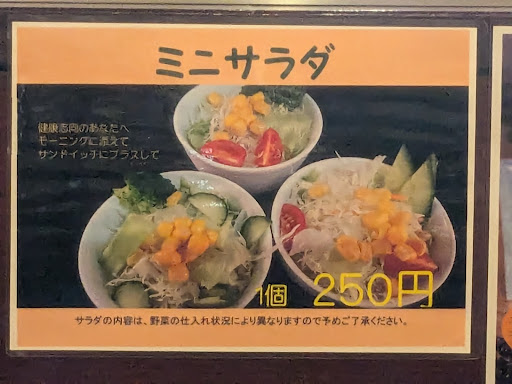 ミニサラダ
健康志向のあなたへ
モーニングに添えて
サンドイッチにプラスして
1個 250円
サラダの内容は、野菜の仕入れ状況により異なりますので予めご了承ください。